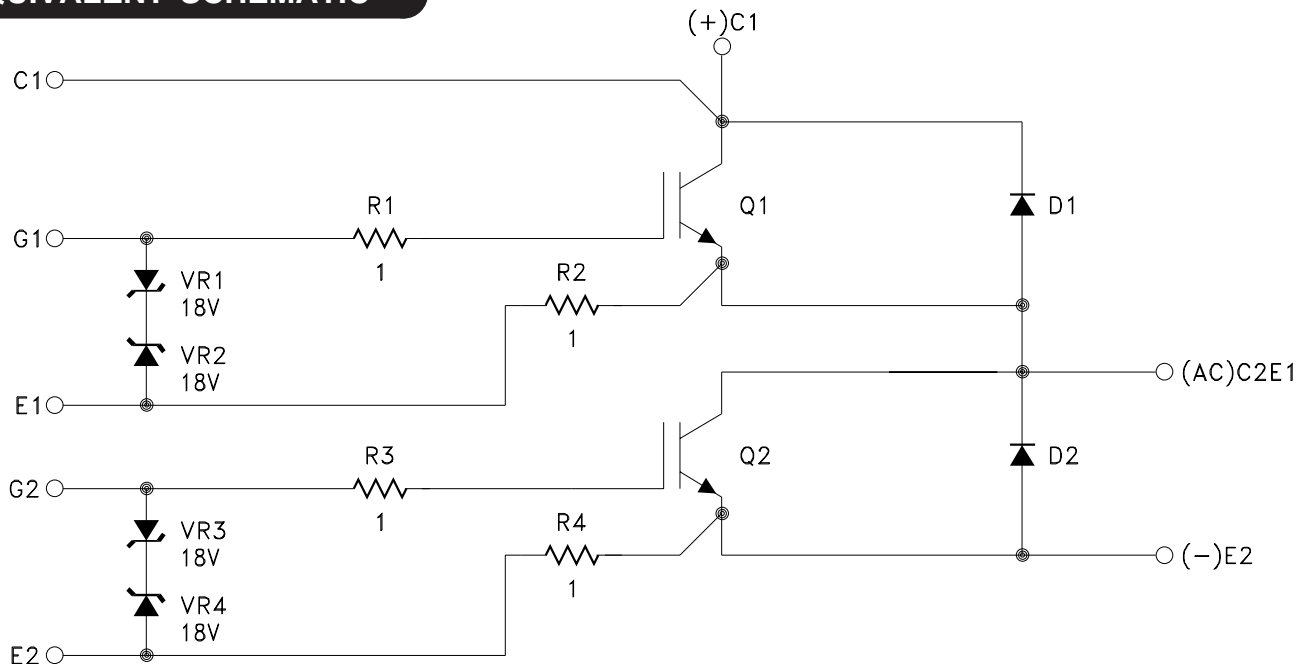 SCHEMATIC
(+)C1
C1
R1
Q1
D1
G1
1
R2
VR1
18V
1
VR2
18V
(AC)C2E1
E1
R3
Q2
D2
G2
1
R4
VR3
18V
(-)E2
1
VR4
18V
E2